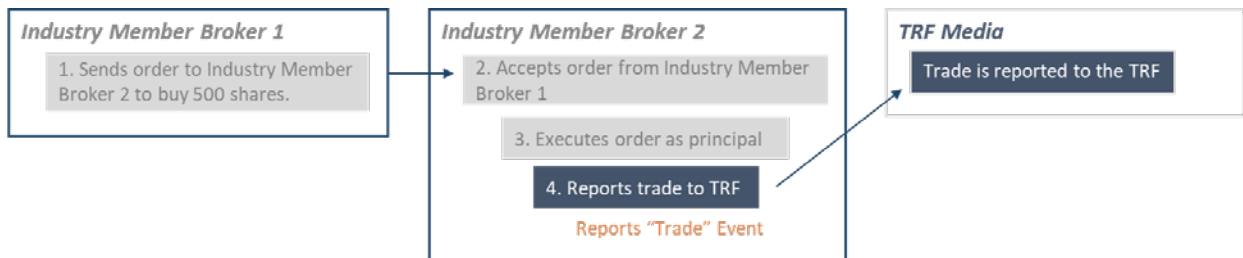 Industry Member Broker 1
1. Sends order to Industry Member
Broker 2 to buy 500 shares.
Industry Member Broker 2
2. Accepts order from Industry Member
Broker 1
3. Executes order as principal
4. Reports trade to TRF
Reports “Trade” Event
TRF Media
Trade is reported to the TRF